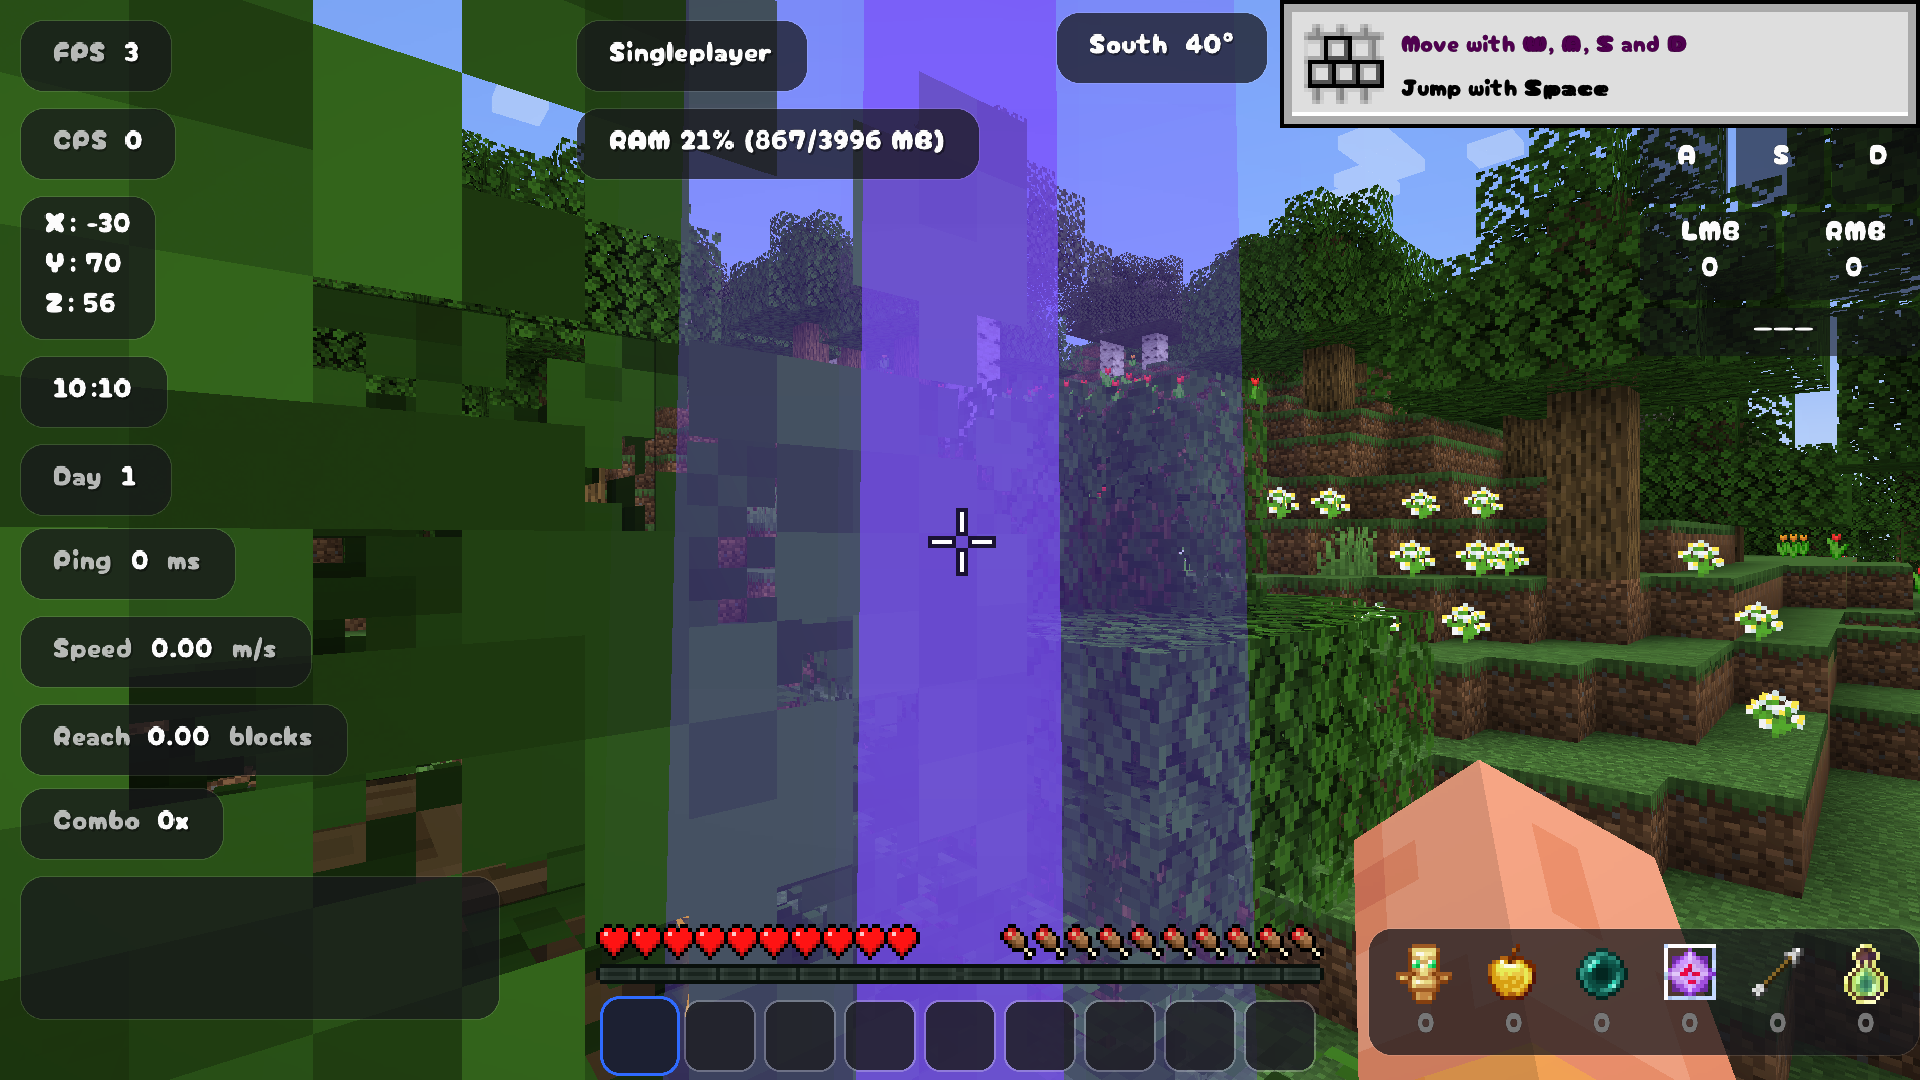 FPS 3
Singleplayer
South 40°
Move with W, A, S and D
Jump with Space
CPS 0
RAM 21% (867/3996 MB)
A S D
X: -30
Y: 70
Z: 56
LMB RMB
0 0
10:10
Day 1
Ping 0 ms
Speed 0.00 m/s
Reach 0.00 blocks
Combo 0x
0 0 0 0 0 0